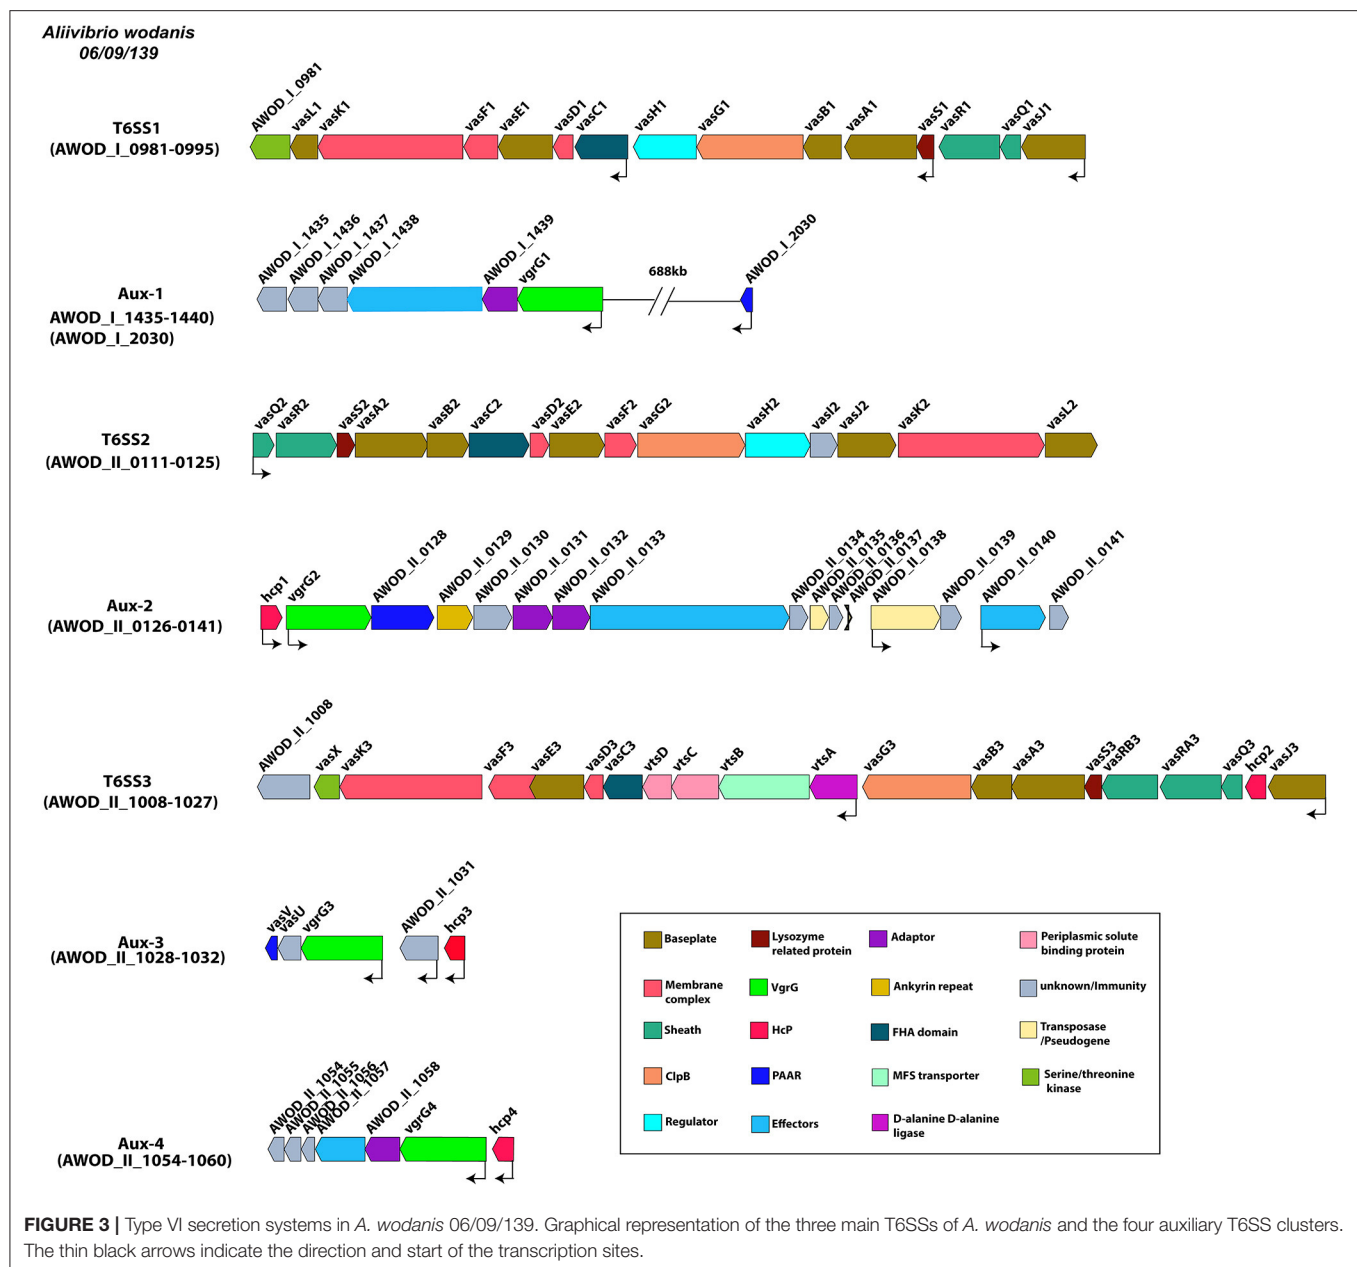 Aliivibrio wodanis
06/09/139
T6SS1
(AWOD_I_0981-0995)
AWOD_I_0981
vasL1
vasK1
vasF1
vasE1
vasD1
vasC1
vasH1
vasG1
vasB1
vasA1
vasS1
vasR1
vasQ1
vasJ1
Aux-1
AWOD_I_1435-1440)
(AWOD_I_2030)
AWOD_I_1435
AWOD_I_1436
AWOD_I_1437
AWOD_I_1438
AWOD_I_1439
vgrG1
688kb
AWOD_I_2030
T6SS2
(AWOD_II_0111-0125)
vasQ2
vasR2
vasS2
vasA2
vasB2
vasC2
vasD2
vasE2
vasF2
vasG2
vasH2
vasI2
vasJ2
vasK2
vasL2
Aux-2
(AWOD_II_0126-0141)
hcp1
vgrG2
AWOD_II_0128
AWOD_II_0129
AWOD_II_0130
AWOD_II_0131
AWOD_II_0132
AWOD_II_0133
AWOD_II_0134
AWOD_II_0135
AWOD_II_0136
AWOD_II_0137
AWOD_II_0138
AWOD_II_0139
AWOD_II_0140
AWOD_II_0141
T6SS3
(AWOD_II_1008-1027)
AWOD_II_1008
vasX
vasK3
vasF3
vasE3
vasD3
vasC3
vtsD
vtsC
vtsB
vtsA
vasG3
vasB3
vasA3
vasS3
vasRB3
vasRA3
vasQ3
hcp2
vasJ3
Aux-3
(AWOD_II_1028-1032)
vasV
vasU
vgrG3
AWOD_II_1031
hcp3
Aux-4
(AWOD_II_1054-1060)
AWOD_II_1054
AWOD_II_1055
AWOD_II_1056
AWOD_II_1057
AWOD_II_1058
vgrG4
hcp4
Baseplate
Lysozyme
related protein
Adaptor
Periplasmic solute
binding protein
Membrane
complex
VgrG
Ankyrin repeat
unknown/Immunity
Sheath
HcP
FHA domain
Transposase
/Pseudogene
ClpB
PAAR
MFS transporter
Serine/threonine
kinase
Regulator
Effectors
D-alanine D-alanine
ligase
FIGURE 3 | Type VI secretion systems in A. wodanis 06/09/139. Graphical representation of the three main T6SSs of A. wodanis and the four auxiliary T6SS clusters.
The thin black arrows indicate the direction and start of the transcription sites.